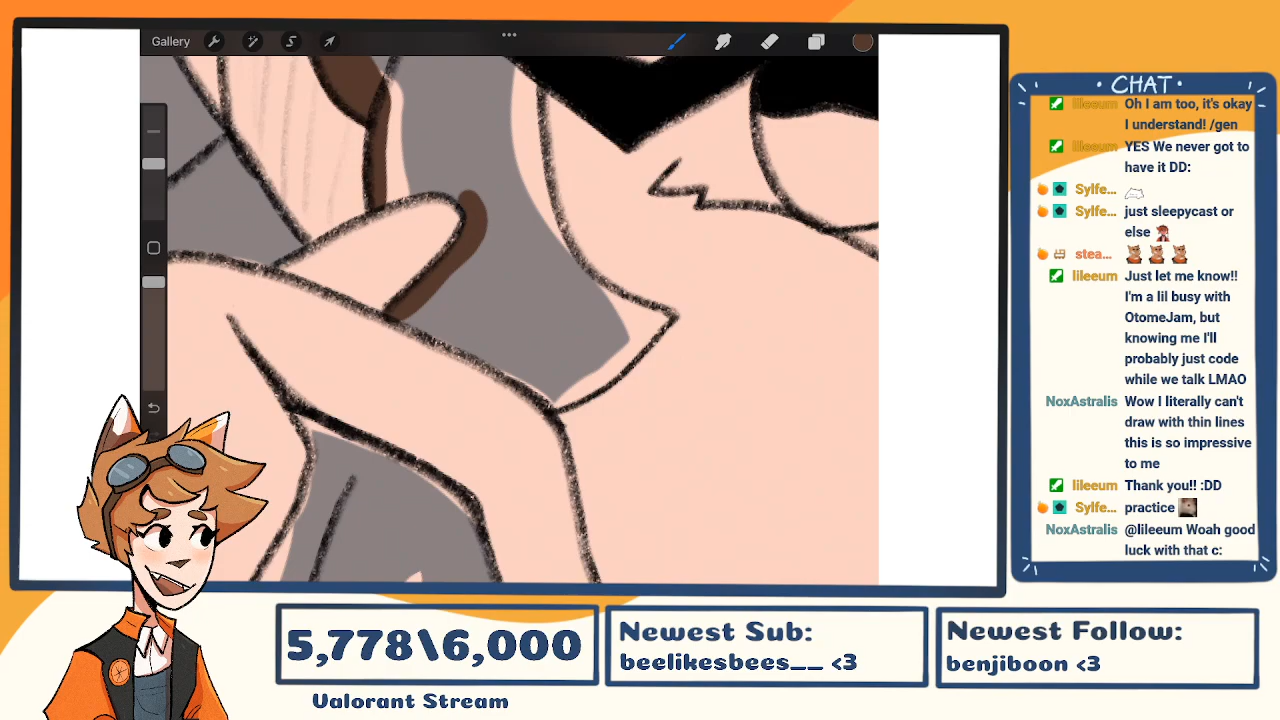 Gallery
• CHAT •
lileeum Oh I am too, it's okay
I understand! /gen
lileeum YES We never got to
have it DD:
Sylfe...
Sylfe... just sleepycast or
else
stea...
lileeum Just let me know!!
I'm a lil busy with
OtomeJam, but
knowing me I'll
probably just code
while we talk LMAO
NoxAstralis Wow I literally can't
draw with thin lines
this is so impressive
to me
lileeum Thank you!! :DD
Sylfe... practice
NoxAstralis @lileeum Woah good
luck with that c:
5,778\6,000
Valorant Stream
Newest Sub:
beelikesbees__ <3
Newest Follow:
benjiboon <3